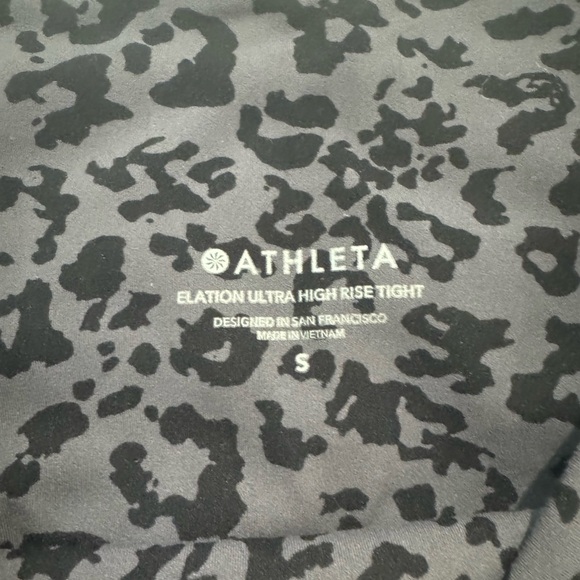 ATHLETA
ELATION ULTRA HIGH RISE TIGHT
DESIGNED IN SAN FRANCISCO
MADE IN VIETNAM
S